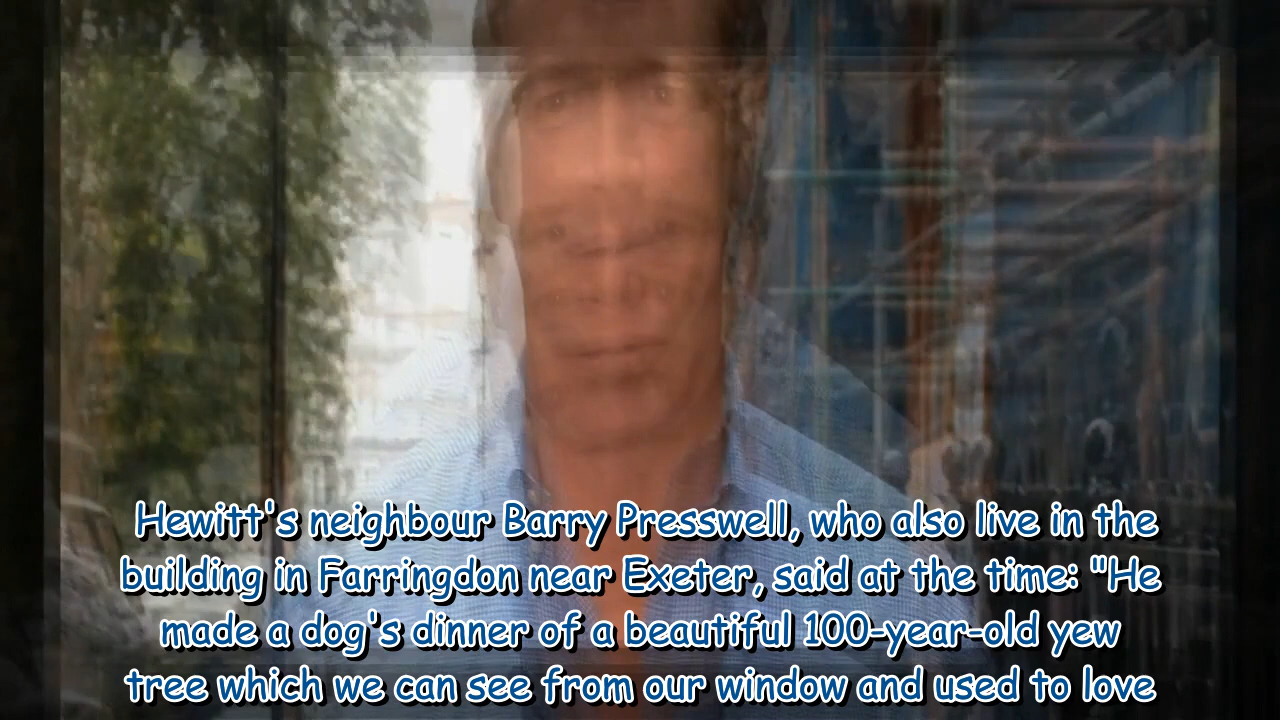 Hewitt's neighbour Barry Presswell, who also live in the
building in Farringdon near Exeter, said at the time: "He
made a dog's dinner of a beautiful 100-year-old yew
tree which we can see from our window and used to love